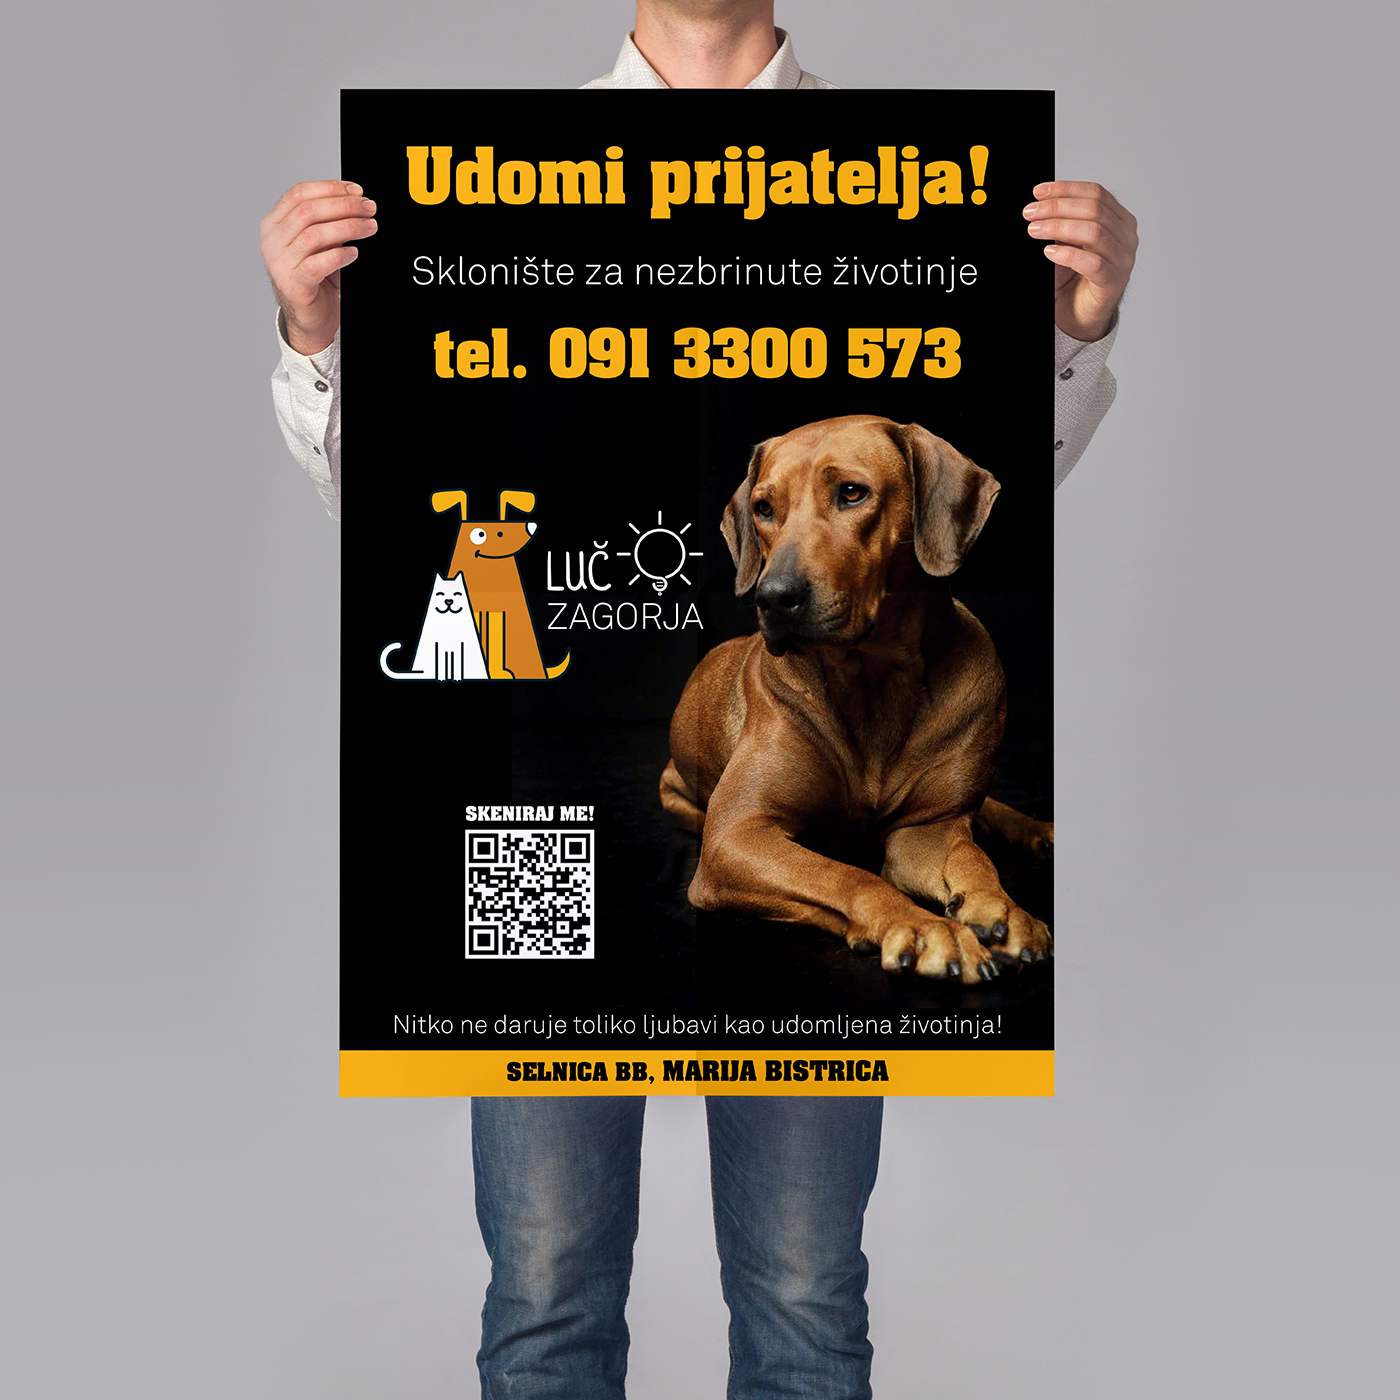 Udomi prijatelja!
Sklonište za nezbrinute životinje
tel. 091 3300 573
LUČ
ZAGORJA
SKENIRAJ ME!
Nitko ne daruje toliko ljubavi kao udomljena životinja!
SELNICA BB, MARIJA BISTRICA